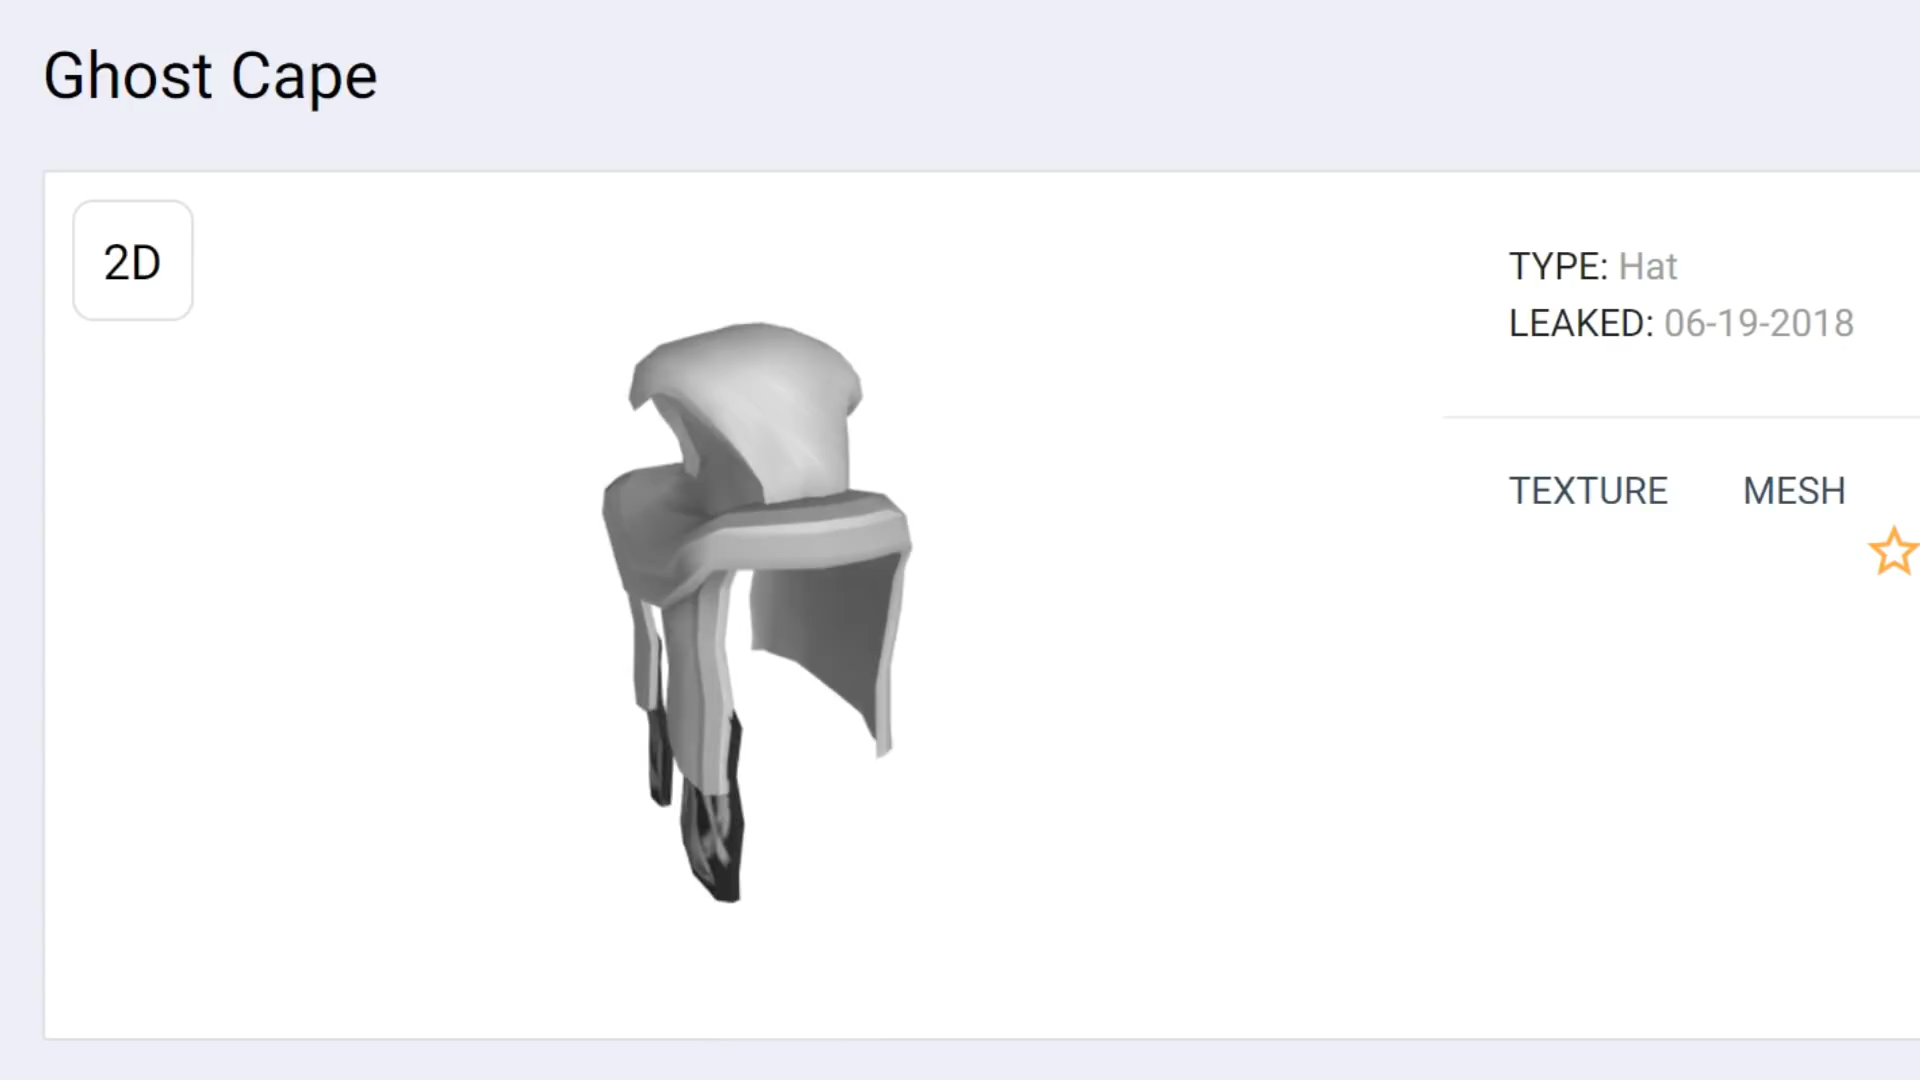 Ghost Cape
2D
TYPE: Hat
LEAKED: 06-19-2018
TEXTURE MESH